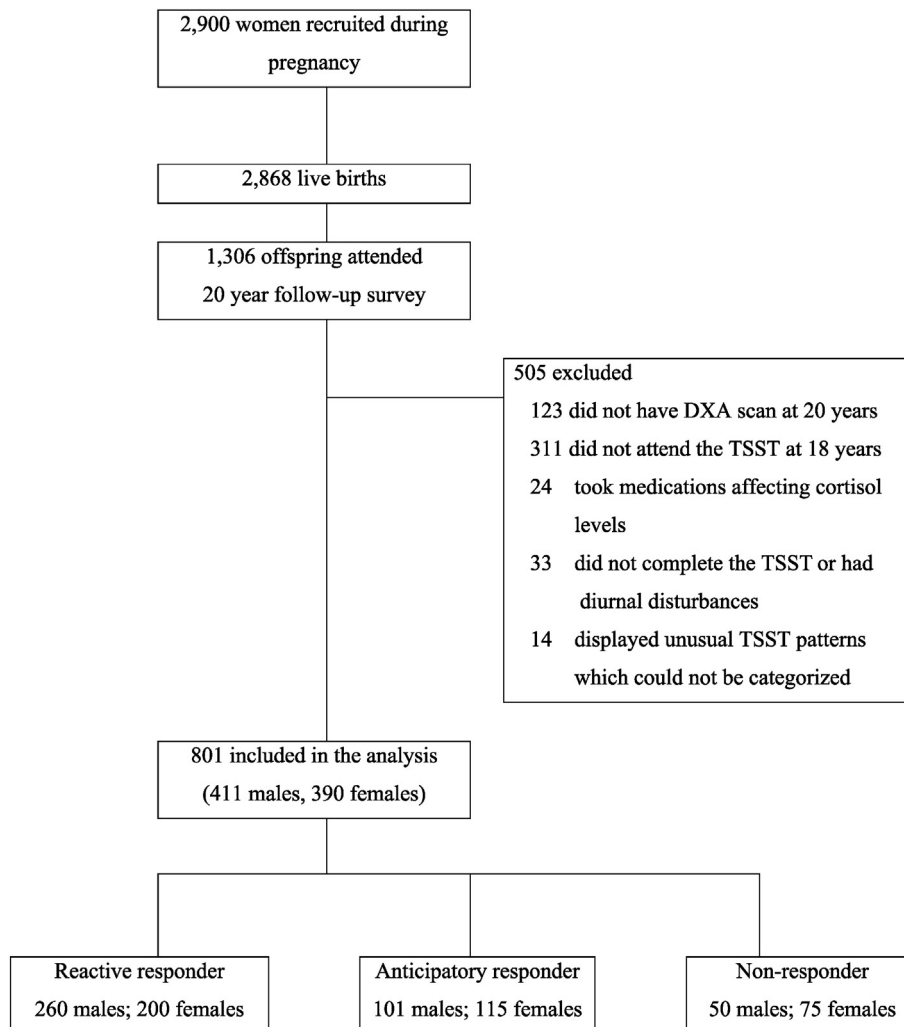 2,900 women recruited during
pregnancy
2,868 live births
1,306 offspring attended
20 year follow-up survey
505 excluded
123 did not have DXA scan at 20 years
311 did not attend the TSST at 18 years
24 took medications affecting cortisol
levels
33 did not complete the TSST or had
diurnal disturbances
14 displayed unusual TSST patterns
which could not be categorized
801 included in the analysis
(411 males, 390 females)
Reactive responder
260 males; 200 females
Anticipatory responder
101 males; 115 females
Non-responder
50 males; 75 females